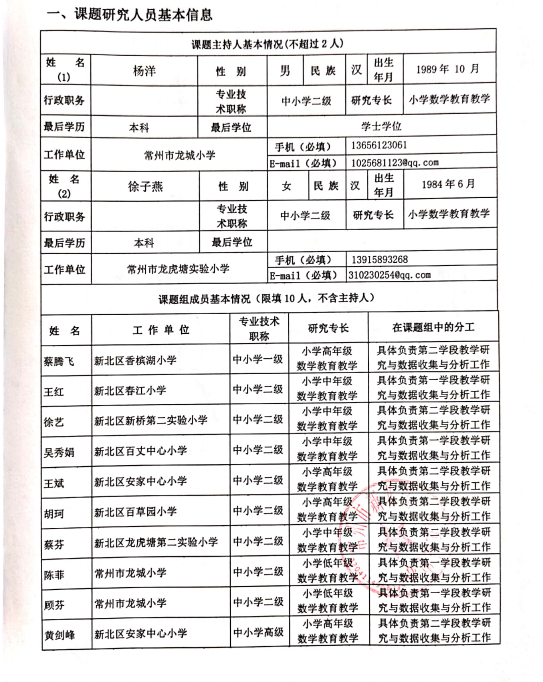 一、课题研究人员基本信息
课题主持人基本情况(不超过2人)
姓 名(1) 杨洋 性 别 男 民 族 汉 出生年月 1989 年 10 月
行政职务 专业技术职称 中小学二级 研究专长 小学数学教育教学
最后学历 本科 最后学位 学士学位
工作单位 常州市龙城小学 手机(必填) 13656123061
E-mail(必填) 1025681123@qq.com
姓 名(2) 徐子燕 性 别 女 民 族 汉 出生年月 1984 年 6 月
行政职务 专业技术职称 中小学二级 研究专长 小学数学教育教学
最后学历 本科 最后学位
工作单位 常州市龙虎塘实验小学 手机(必填) 13915893268
E-mail(必填) 310230254@qq.com
课题组成员基本情况(限填10人,不含主持人)
姓 名 工 作 单 位 专业技术职称 研究专长 在课题组中的分工
蔡腾飞 新北区香槟湖小学 中小学一级 小学高年级数学教育教学 具体负责第二学段教学研究与数据收集与分析工作
王红 新北区春江小学 中小学二级 小学中年级数学教育教学 具体负责第一学段教学研究与数据收集与分析工作
徐艺 新北区新桥第二实验小学 中小学二级 小学中年级数学教育教学 具体负责第二学段教学研究与数据收集与分析工作
吴秀娟 新北区百丈中心小学 中小学二级 小学中年级数学教育教学 具体负责第一学段教学研究与数据收集与分析工作
王斌 新北区安家中心小学 中小学二级 小学高年级数学教育教学 具体负责第二学段教学研究与数据收集与分析工作
胡珂 新北区百草园小学 中小学二级 小学高年级数学教育教学 具体负责第二学段教学研究与数据收集与分析工作
蔡芬 新北区龙虎塘第二实验小学 中小学二级 小学中年级数学教育教学 具体负责第二学段教学研究与数据收集与分析工作
陈菲 常州市龙城小学 中小学二级 小学低年级数学教育教学 具体负责第一学段教学研究与数据收集与分析工作
顾芬 常州市龙城小学 中小学二级 小学低年级数学教育教学 具体负责第一学段教学研究与数据收集与分析工作
黄剑峰 新北区安家中心小学 中小学高级 小学高年级数学教育教学 具体负责第二学段教学研究与数据收集与分析工作